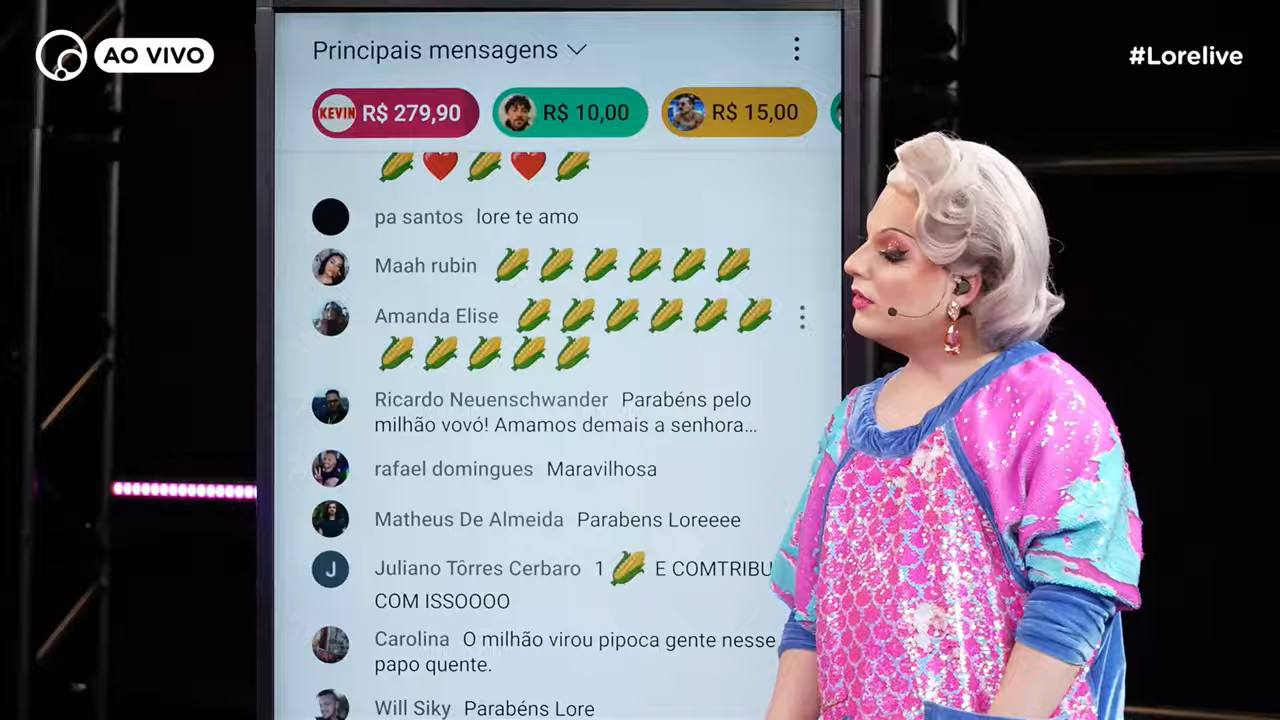 AO VIVO
#Lorelive
Principais mensagens
KEVIN R$ 279,90
R$ 10,00
R$ 15,00
🌽❤️🌽❤️🌽
pa santos lore te amo
Maah rubin 🌽🌽🌽🌽🌽🌽
Amanda Elise 🌽🌽🌽🌽🌽🌽
🌽🌽🌽🌽🌽
Ricardo Neuenschwander Parabéns pelo
milhão vovó! Amamos demais a senhora...
rafael domingues Maravilhosa
Matheus De Almeida Parabens Loreeee
J Juliano Tôrres Cerbaro 1 🌽 E COMTRIBU
COM ISSOOOO
Carolina O milhão virou pipoca gente nesse
papo quente.
Will Siky Parabéns Lore